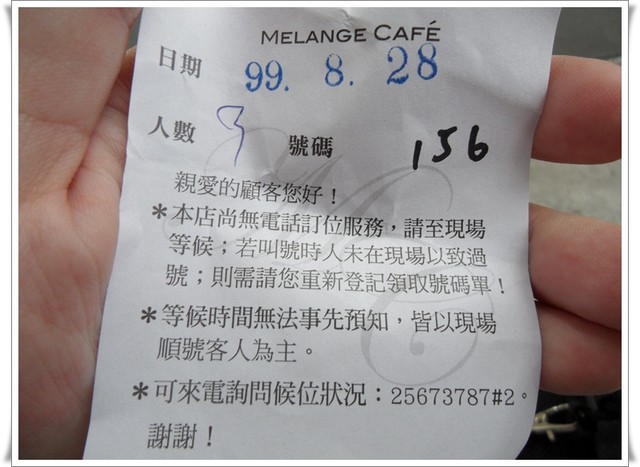 MELANGE CAFÉ
日期 99. 8. 28
人數 號碼 156
親愛的顧客您好！
＊本店尚無電話訂位服務，請至現場
等候；若叫號時人未在現場以致過
號；則需請您重新登記領取號碼單！
＊等候時間無法事先預知，皆以現場
順號客人為主。
＊可來電詢問候位狀況：25673787#2。
謝謝！